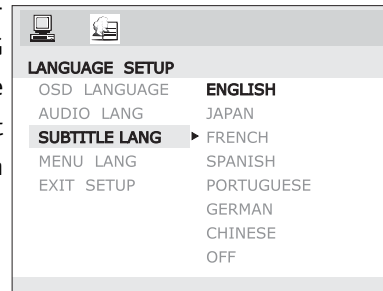 LANGUAGE SETUP
OSD LANGUAGE
AUDIO LANG
SUBTITLE LANG
MENU LANG
EXIT SETUP
ENGLISH
JAPAN
FRENCH
SPANISH
PORTUGUESE
GERMAN
CHINESE
OFF